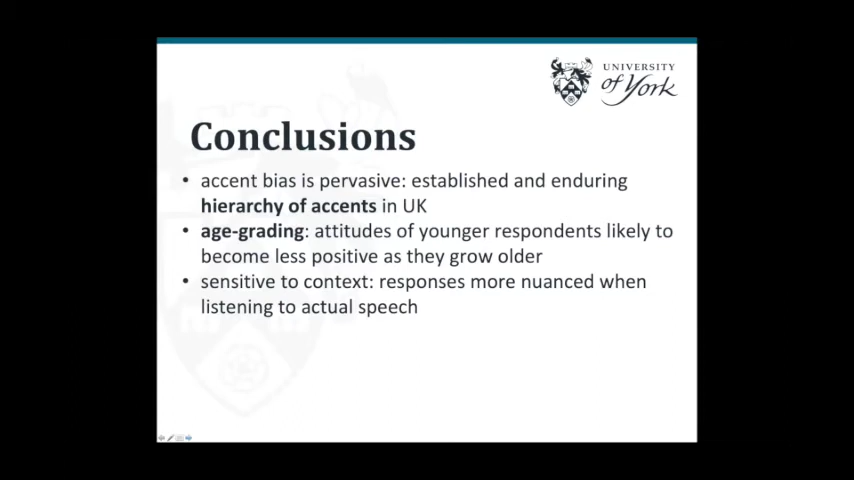 UNIVERSITY
of York
Conclusions
• accent bias is pervasive: established and enduring
hierarchy of accents in UK
• age-grading: attitudes of younger respondents likely to
become less positive as they grow older
• sensitive to context: responses more nuanced when
listening to actual speech